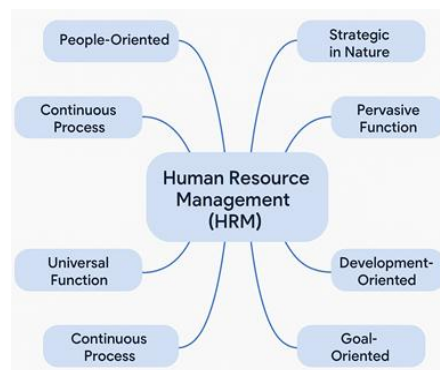 People-Oriented
Strategic
in Nature
Continuous
Process
Pervasive
Function
Human Resource
Management
(HRM)
Universal
Function
Development-
Oriented
Continuous
Process
Goal-
Oriented